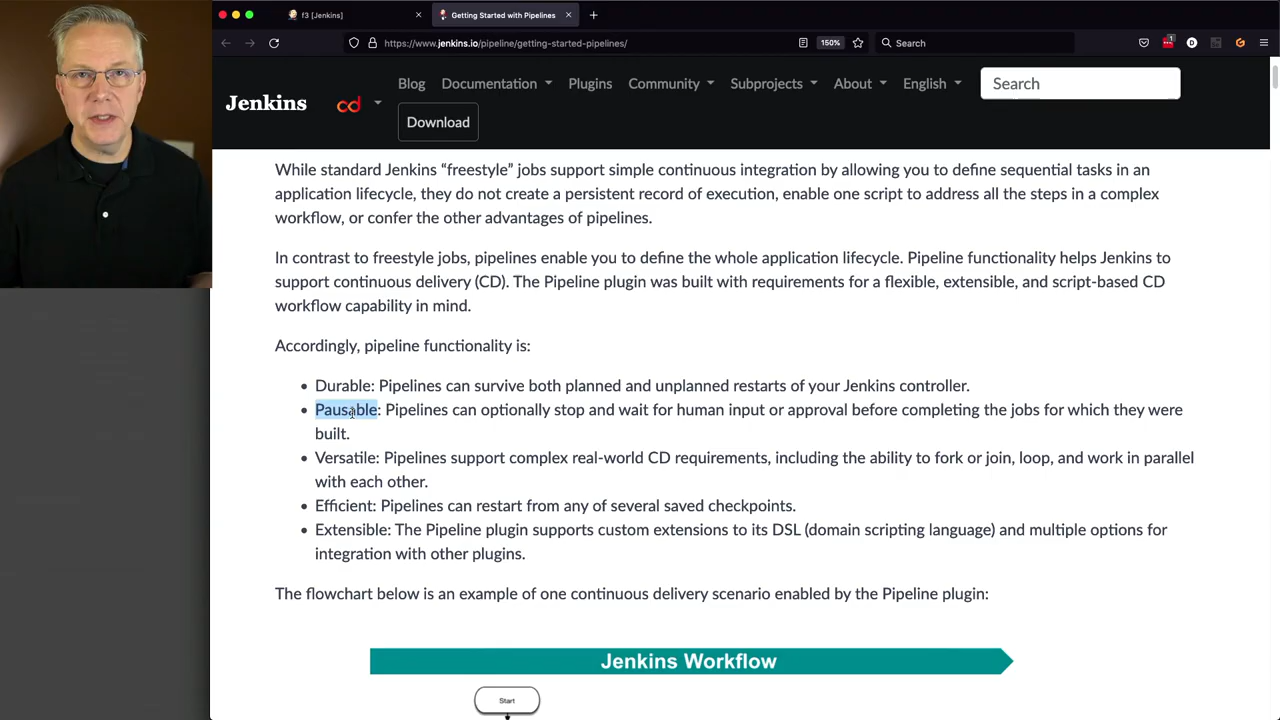 f3 [Jenkins]
Getting Started with Pipelines
https://www.jenkins.io/pipeline/getting-started-pipelines/
150%
Search
1
Jenkins
cd
Blog
Documentation
Plugins
Community
Subprojects
About
English
Search
Download
While standard Jenkins “freestyle” jobs support simple continuous integration by allowing you to define sequential tasks in an
application lifecycle, they do not create a persistent record of execution, enable one script to address all the steps in a complex
workflow, or confer the other advantages of pipelines.
In contrast to freestyle jobs, pipelines enable you to define the whole application lifecycle. Pipeline functionality helps Jenkins to
support continuous delivery (CD). The Pipeline plugin was built with requirements for a flexible, extensible, and script-based CD
workflow capability in mind.
Accordingly, pipeline functionality is:
• Durable: Pipelines can survive both planned and unplanned restarts of your Jenkins controller.
• Pausable: Pipelines can optionally stop and wait for human input or approval before completing the jobs for which they were
built.
• Versatile: Pipelines support complex real-world CD requirements, including the ability to fork or join, loop, and work in parallel
with each other.
• Efficient: Pipelines can restart from any of several saved checkpoints.
• Extensible: The Pipeline plugin supports custom extensions to its DSL (domain scripting language) and multiple options for
integration with other plugins.
The flowchart below is an example of one continuous delivery scenario enabled by the Pipeline plugin:
Jenkins Workflow
Start